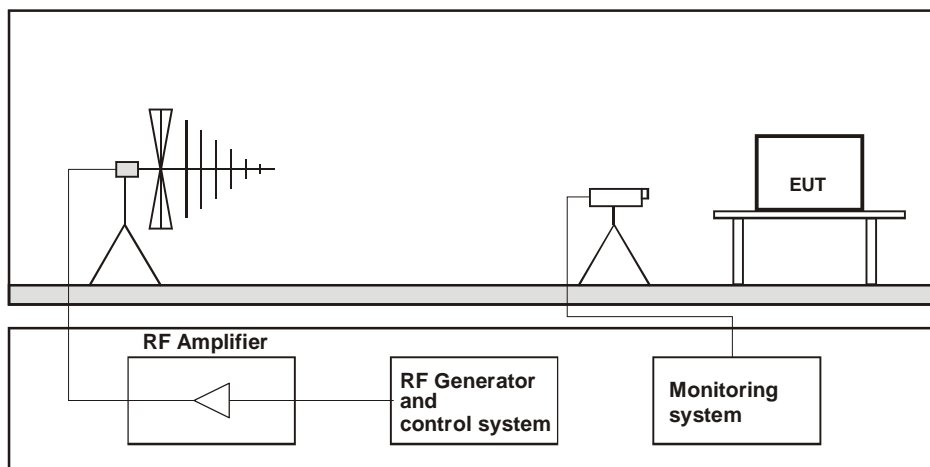 EUT
RF Amplifier
RF Generator
and
control system
Monitoring
system